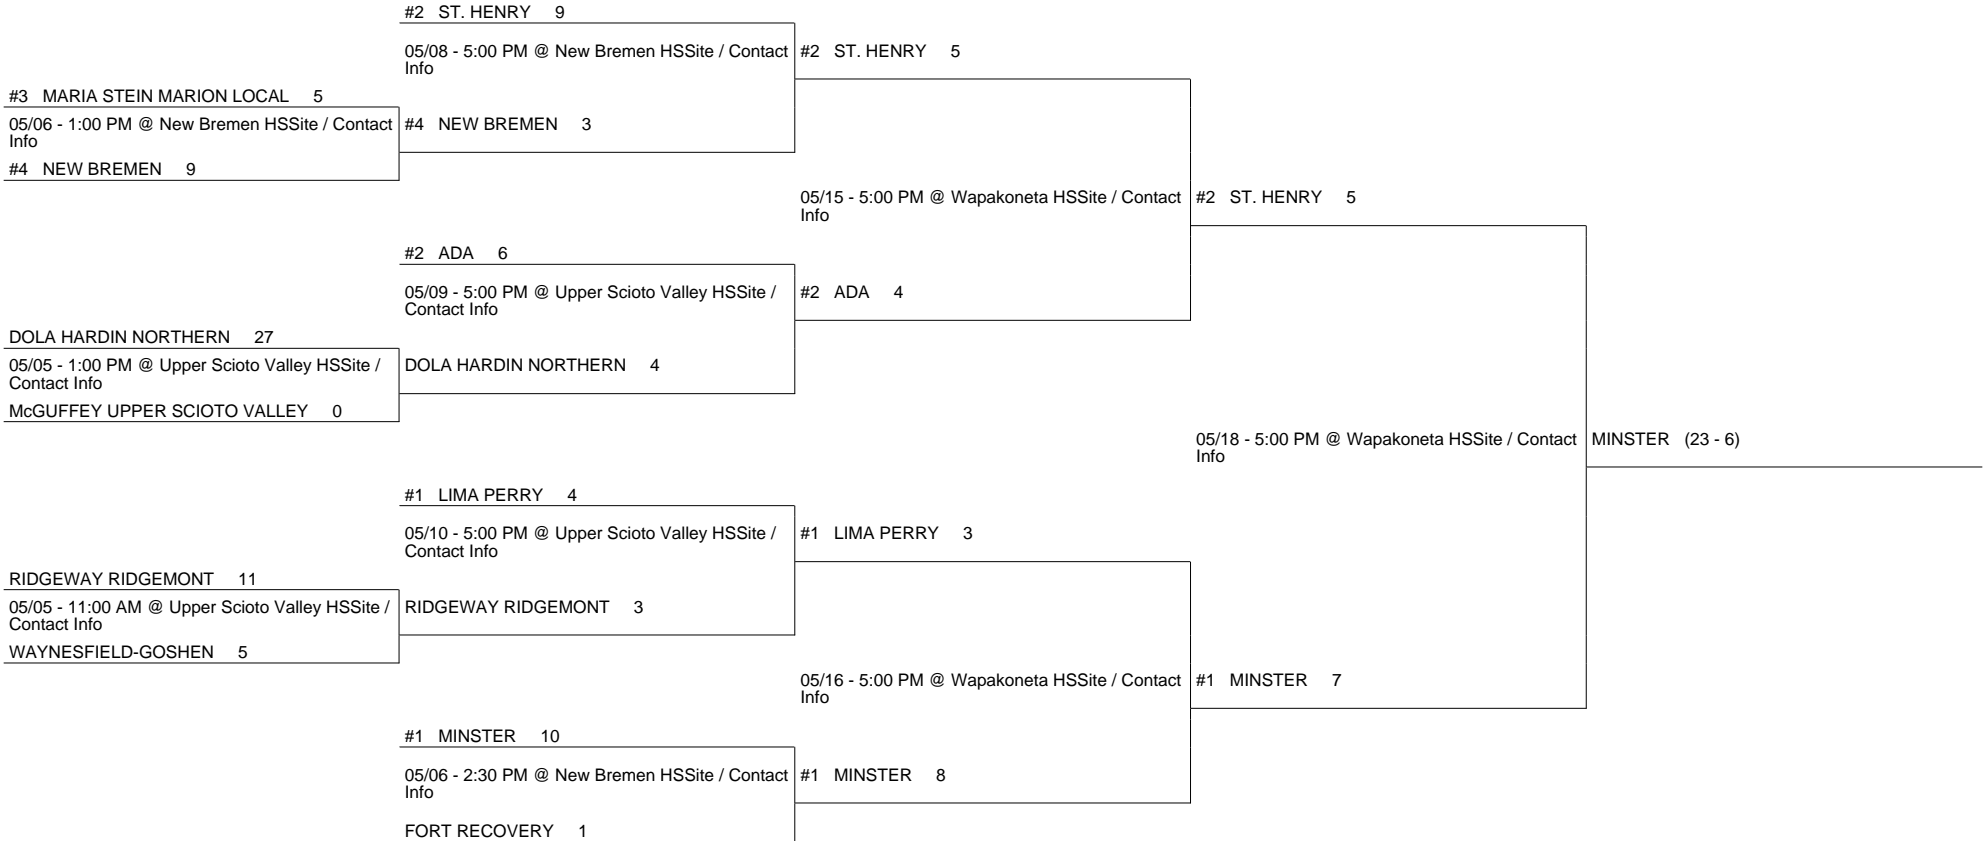 #2 ST. HENRY 9
05/08 - 5:00 PM @ New Bremen HSSite / Contact
Info
#2 ST. HENRY 5
#3 MARIA STEIN MARION LOCAL 5
05/06 - 1:00 PM @ New Bremen HSSite / Contact
Info
#4 NEW BREMEN 3
#4 NEW BREMEN 9
05/15 - 5:00 PM @ Wapakoneta HSSite / Contact
Info
#2 ST. HENRY 5
#2 ADA 6
05/09 - 5:00 PM @ Upper Scioto Valley HSSite /
Contact Info
#2 ADA 4
DOLA HARDIN NORTHERN 27
05/05 - 1:00 PM @ Upper Scioto Valley HSSite /
Contact Info
DOLA HARDIN NORTHERN 4
McGUFFEY UPPER SCIOTO VALLEY 0
05/18 - 5:00 PM @ Wapakoneta HSSite / Contact
Info
MINSTER (23 - 6)
#1 LIMA PERRY 4
05/10 - 5:00 PM @ Upper Scioto Valley HSSite /
Contact Info
#1 LIMA PERRY 3
RIDGEWAY RIDGEMONT 11
05/05 - 11:00 AM @ Upper Scioto Valley HSSite /
Contact Info
RIDGEWAY RIDGEMONT 3
WAYNESFIELD-GOSHEN 5
05/16 - 5:00 PM @ Wapakoneta HSSite / Contact
Info
#1 MINSTER 7
#1 MINSTER 10
05/06 - 2:30 PM @ New Bremen HSSite / Contact
Info
#1 MINSTER 8
FORT RECOVERY 1